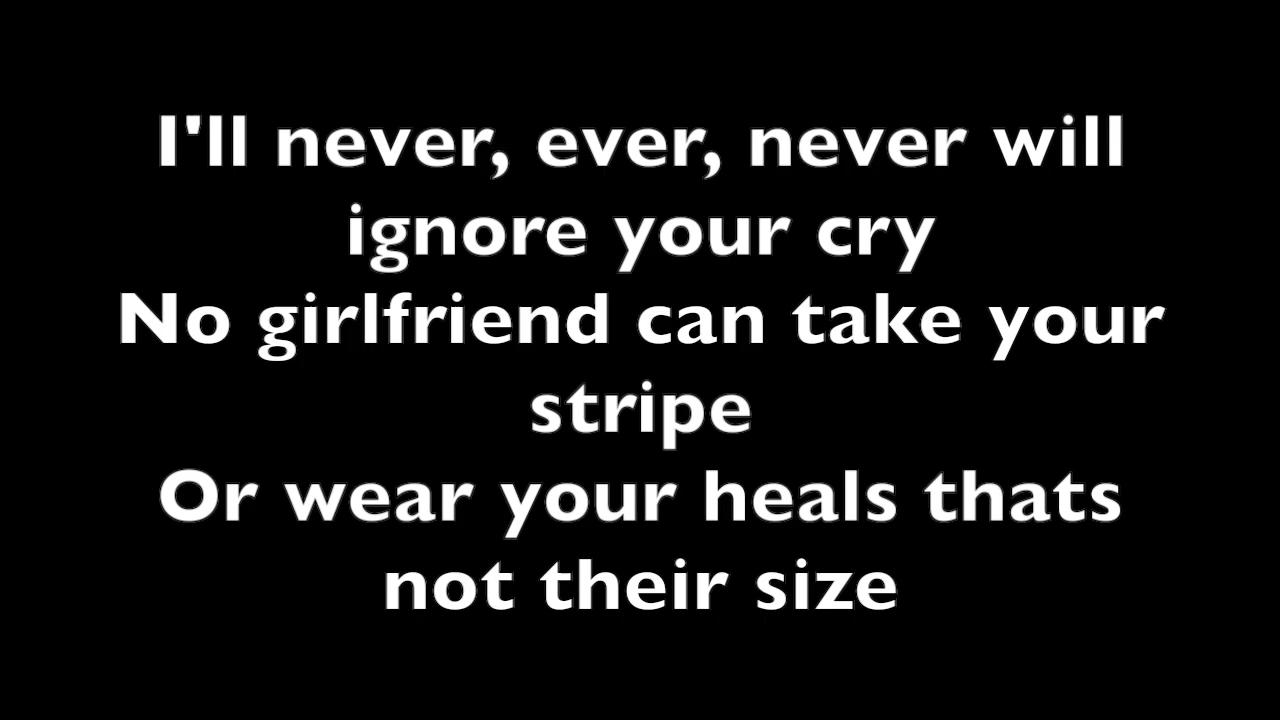 I'll never, ever, never will
ignore your cry
No girlfriend can take your
stripe
Or wear your heals thats
not their size